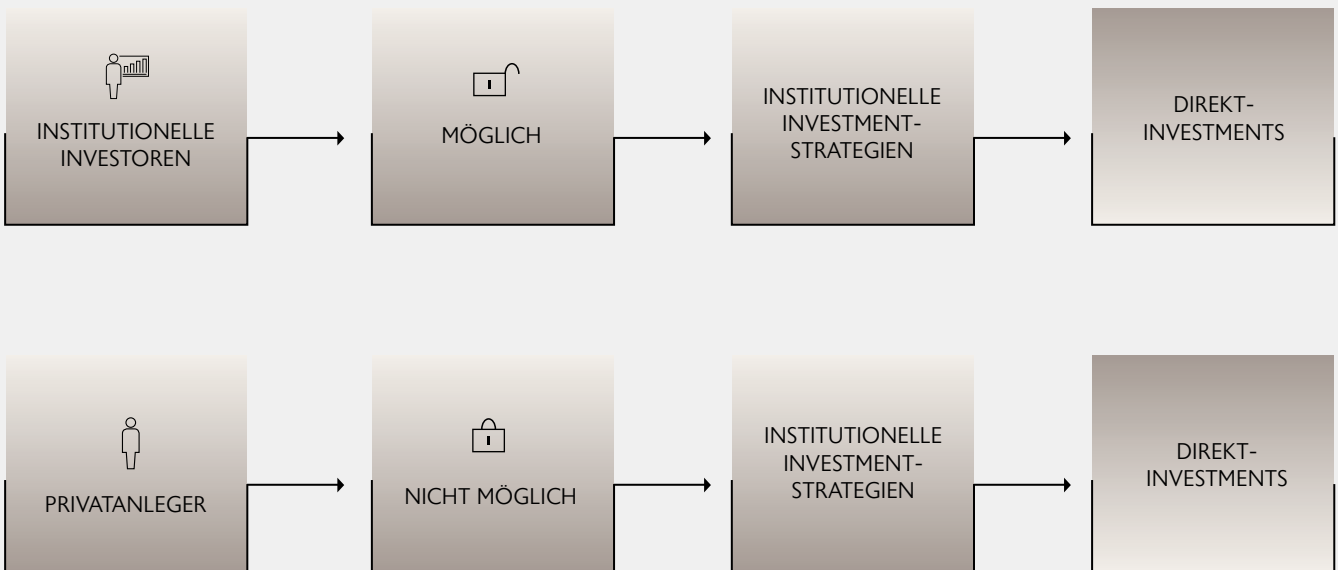 INSTITUTIONELLE
INVESTOREN
MÖGLICH
INSTITUTIONELLE
INVESTMENT-
STRATEGIEN
DIREKT-
INVESTMENTS
PRIVATANLEGER
NICHT MÖGLICH
INSTITUTIONELLE
INVESTMENT-
STRATEGIEN
DIREKT-
INVESTMENTS